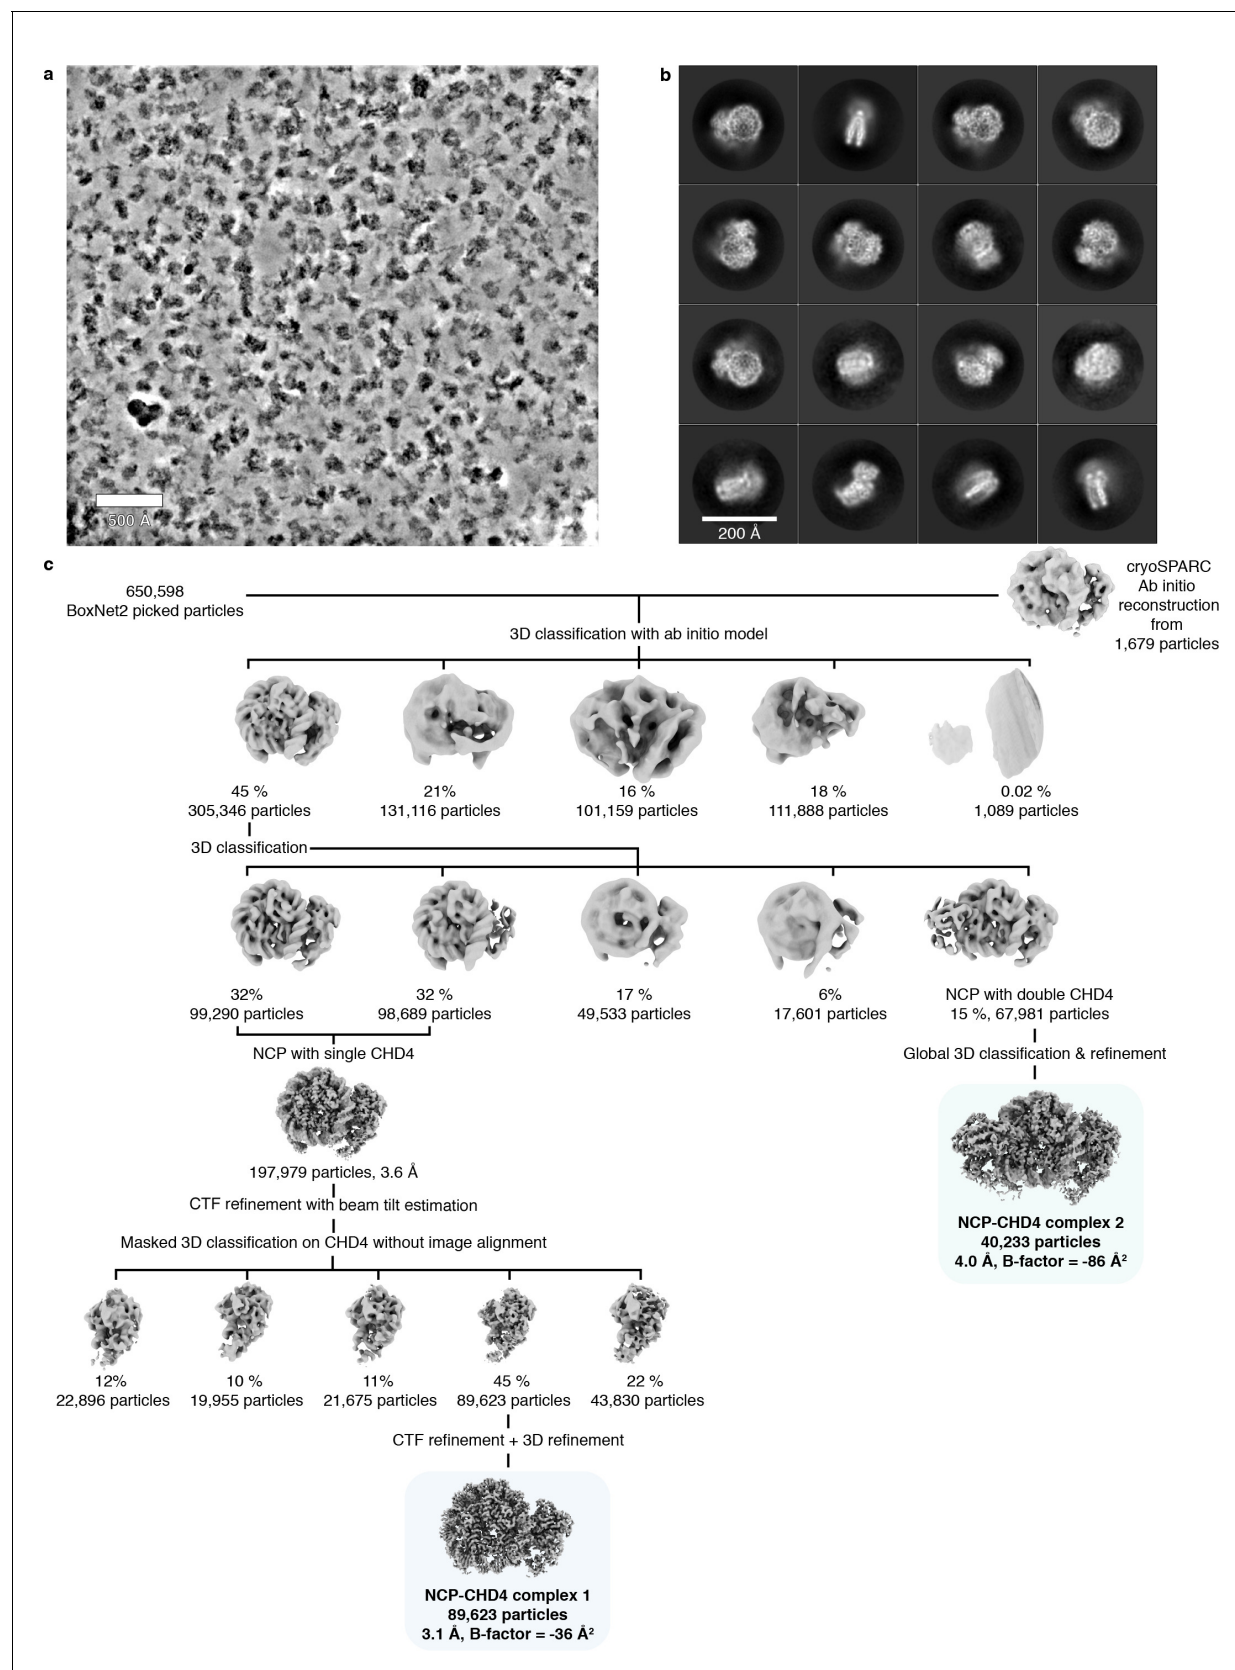 a
b
500 Å
200 Å
c
650,598
BoxNet2 picked particles
cryoSPARC
Ab initio
reconstruction
from
1,679 particles
3D classification with ab initio model
45 %
305,346 particles
21%
131,116 particles
16 %
101,159 particles
18 %
111,888 particles
0.02 %
1,089 particles
3D classification
32%
99,290 particles
32 %
98,689 particles
17 %
49,533 particles
6%
17,601 particles
NCP with double CHD4
15 %, 67,981 particles
NCP with single CHD4
Global 3D classification & refinement
197,979 particles, 3.6 Å
CTF refinement with beam tilt estimation
Masked 3D classification on CHD4 without image alignment
NCP-CHD4 complex 2
40,233 particles
4.0 Å, B-factor = -86 Å²
12%
22,896 particles
10 %
19,955 particles
11%
21,675 particles
45 %
89,623 particles
22 %
43,830 particles
CTF refinement + 3D refinement
NCP-CHD4 complex 1
89,623 particles
3.1 Å, B-factor = -36 Å²